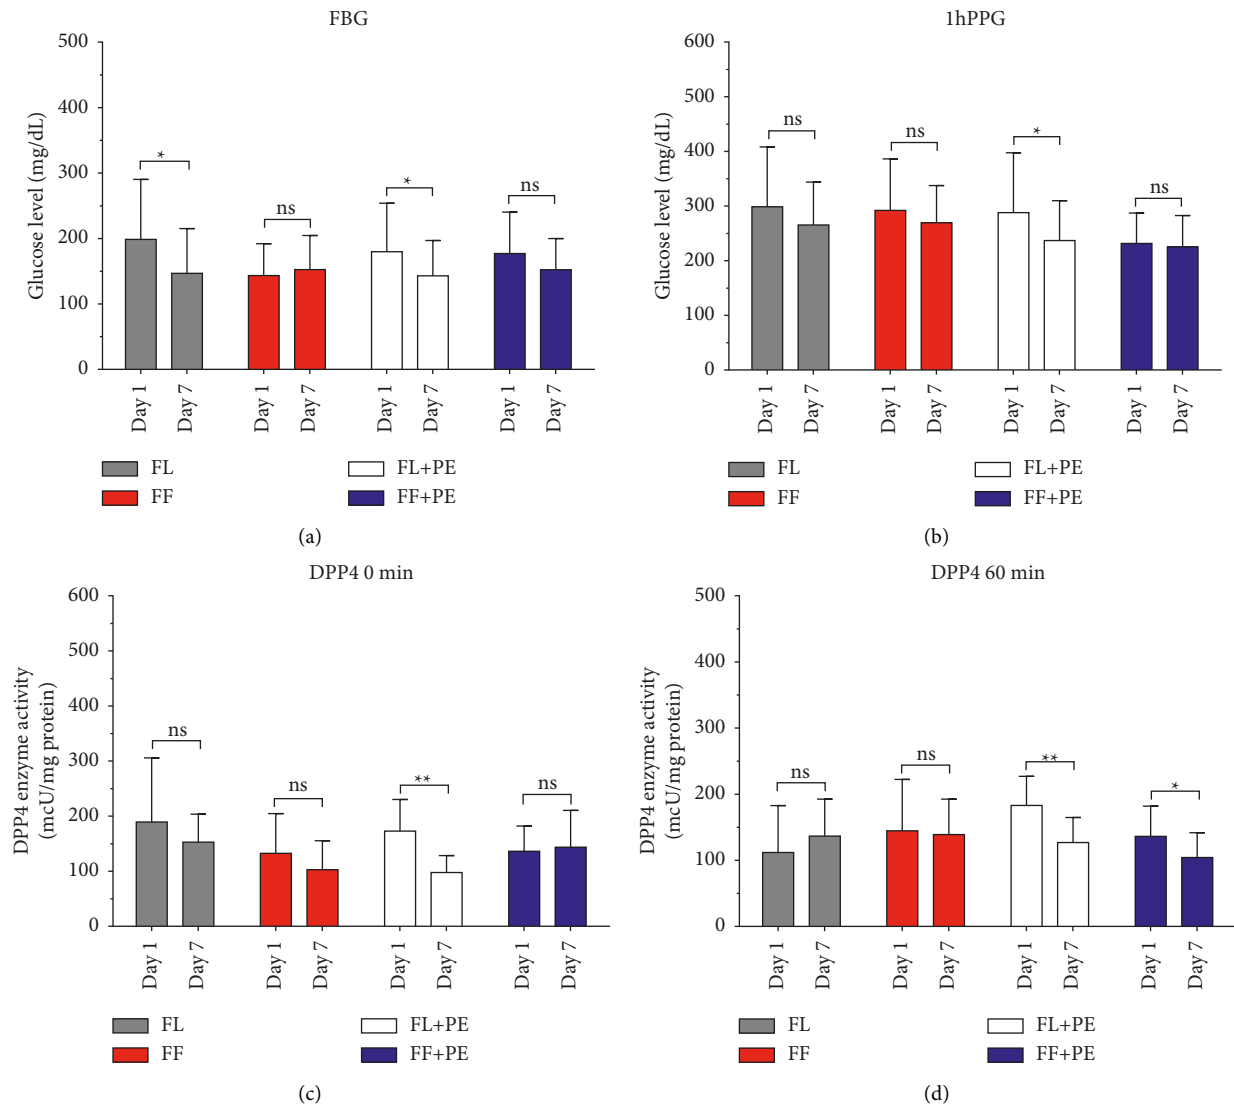 FBG
Glucose level (mg/dL)
500
400
300
200
100
0
*
ns
*
ns
Day 1
Day 7
Day 1
Day 7
Day 1
Day 7
Day 1
Day 7
FL
FL+PE
FF
FF+PE
(a)
1hPPG
Glucose level (mg/dL)
600
500
400
300
200
100
0
ns
ns
*
ns
Day 1
Day 7
Day 1
Day 7
Day 1
Day 7
Day 1
Day 7
FL
FL+PE
FF
FF+PE
(b)
DPP4 0 min
DPP4 enzyme activity
(mcU/mg protein)
600
500
400
300
200
100
0
ns
ns
**
ns
Day 1
Day 7
Day 1
Day 7
Day 1
Day 7
Day 1
Day 7
FL
FL+PE
FF
FF+PE
(c)
DPP4 60 min
DPP4 enzyme activity
(mcU/mg protein)
500
400
300
200
100
0
ns
ns
**
*
Day 1
Day 7
Day 1
Day 7
Day 1
Day 7
Day 1
Day 7
FL
FL+PE
FF
FF+PE
(d)